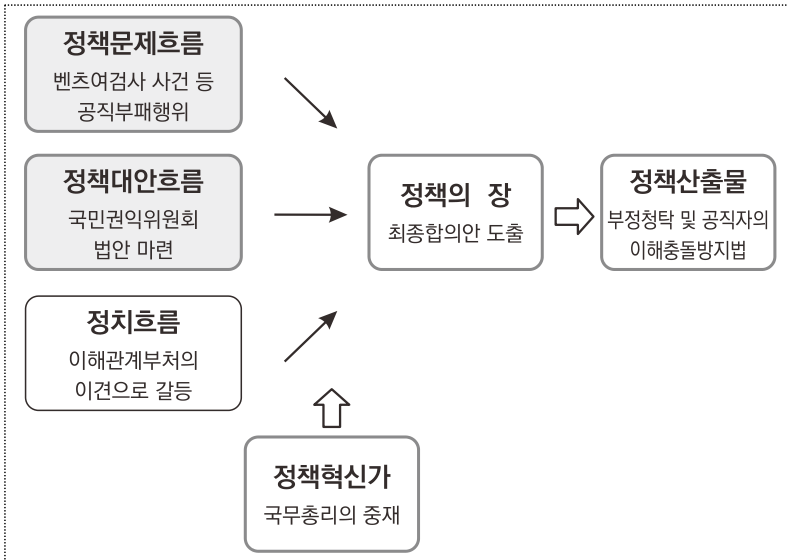 정책문제흐름
벤츠여검사 사건 등
공직부패행위
정책대안흐름
국민권익위원회
법안 마련
정치흐름
이해관계부처의
이견으로 갈등
정책혁신가
국무총리의 중재
정책의 장
최종합의안 도출
정책산출물
부정청탁 및 공직자의
이해충돌방지법